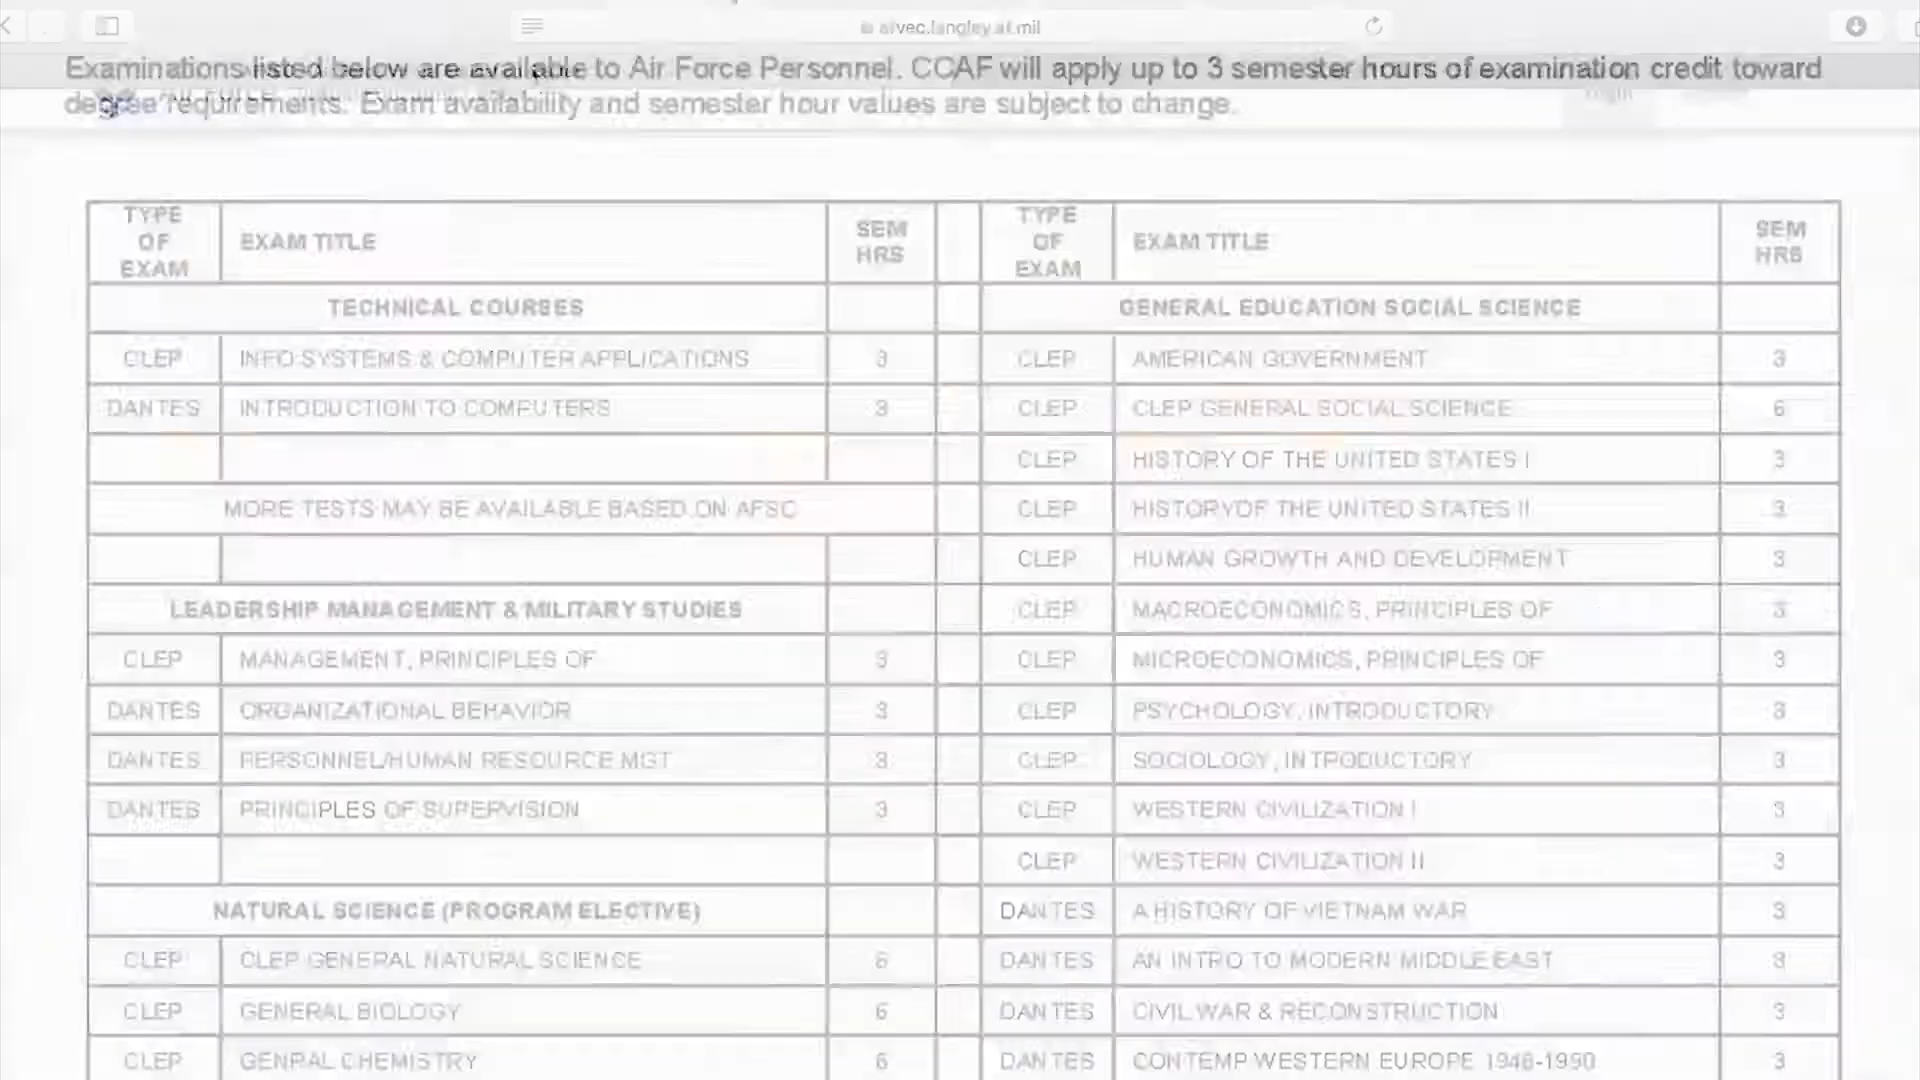 afvec.langley.af.mil
Examinations listed below are available to Air Force Personnel. CCAF will apply up to 3 semester hours of examination credit toward
degree requirements. Exam availability and semester hour values are subject to change.
Login
TYPE OF EXAM EXAM TITLE SEM HRS TYPE OF EXAM EXAM TITLE SEM HRS
TECHNICAL COURSES GENERAL EDUCATION SOCIAL SCIENCE
CLEP INFO SYSTEMS & COMPUTER APPLICATIONS 3 CLEP AMERICAN GOVERNMENT 3
DANTES INTRODUCTION TO COMPUTERS 3 CLEP CLEP GENERAL SOCIAL SCIENCE 6
CLEP HISTORY OF THE UNITED STATES I 3
MORE TESTS MAY BE AVAILABLE BASED ON AFSC CLEP HISTORYOF THE UNITED STATES II 3
CLEP HUMAN GROWTH AND DEVELOPMENT 3
LEADERSHIP MANAGEMENT & MILITARY STUDIES CLEP MACROECONOMICS, PRINCIPLES OF 3
CLEP MANAGEMENT, PRINCIPLES OF 3 CLEP MICROECONOMICS, PRINCIPLES OF 3
DANTES ORGANIZATIONAL BEHAVIOR 3 CLEP PSYCHOLOGY, INTRODUCTORY 3
DANTES PERSONNEL/HUMAN RESOURCE MGT 3 CLEP SOCIOLOGY, INTRODUCTORY 3
DANTES PRINCIPLES OF SUPERVISION 3 CLEP WESTERN CIVILIZATION I 3
CLEP WESTERN CIVILIZATION II 3
NATURAL SCIENCE (PROGRAM ELECTIVE) DANTES A HISTORY OF VIETNAM WAR 3
CLEP CLEP GENERAL NATURAL SCIENCE 6 DANTES AN INTRO TO MODERN MIDDLE EAST 3
CLEP GENERAL BIOLOGY 6 DANTES CIVIL WAR & RECONSTRUCTION 3
CLEP GENRAL CHEMISTRY 6 DANTES CONTEMP WESTERN EUROPE 1946-1990 3